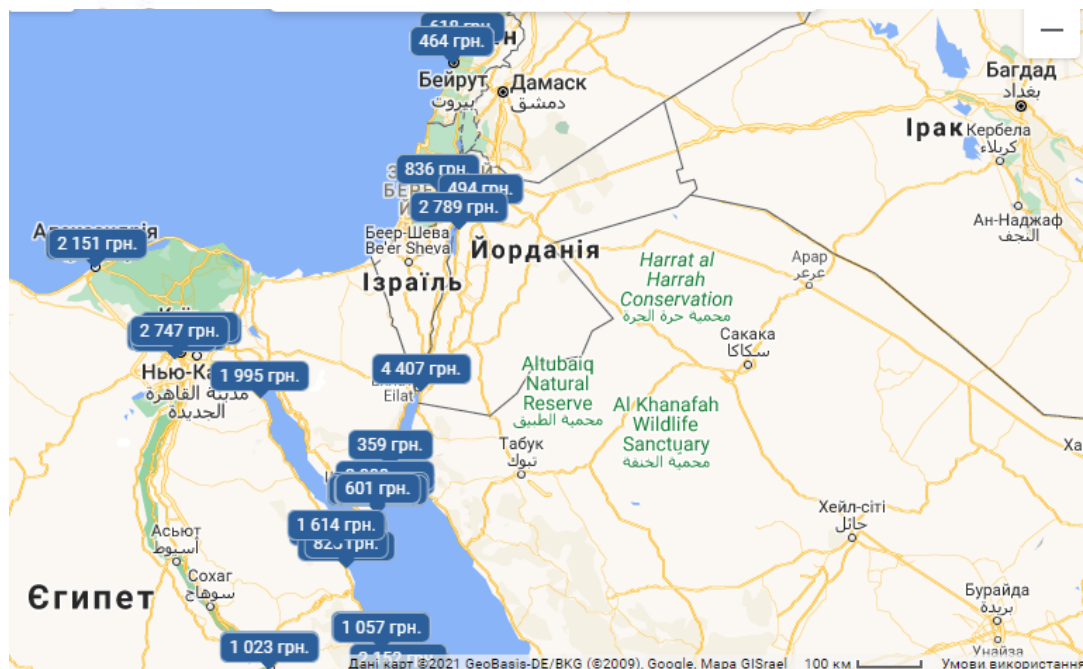 464 грн.
Бейрут
بيروت
Дамаск
دمشق
Багдад
بغداد
Ірак
Кербела
كربلاء
Ан-Наджаф
النجف
836 грн.
494 грн.
2 789 грн.
Беер-Шева
Be'er Sheva
Йорданія
Ізраїль
2 151 грн.
Harrat al
Harrah
Conservation
محمية حرة الحرة
Арар
عرعر
Сакака
سكاكا
2 747 грн.
1 995 грн.
4 407 грн.
Eilat
مدينة القاهرة
الجديدة
Altubaiq
Natural
Reserve
محمية الطبيق
Al Khanafah
Wildlife
Sanctuary
محمية الخنفة
359 грн.
Табук
تبوك
601 грн.
1 614 грн.
Хейл-сіті
حائل
Асьют
أسيوط
Сохаг
سوهاج
Єгипет
Бурайда
بريدة
Унайза
1 057 грн.
1 023 грн.
Дані карт ©2021 GeoBasis-DE/BKG (©2009), Google, Mapa GISrael
100 км
Умови використання